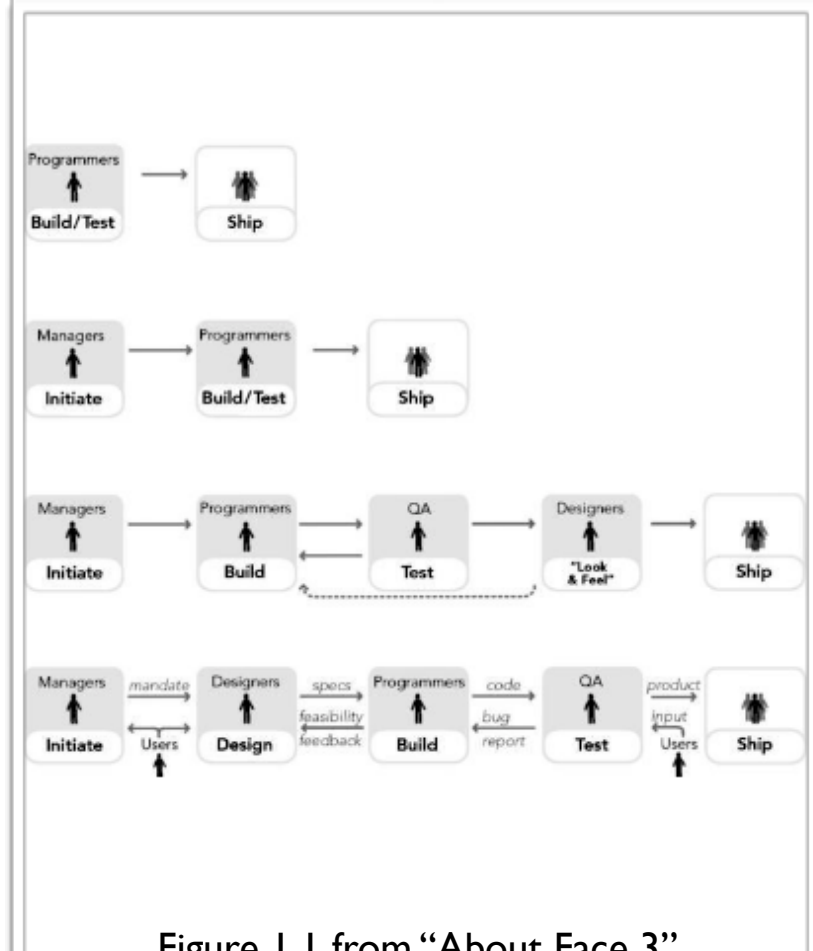 Programmers
Build/Test
Ship
Managers
Initiate
Programmers
Build/Test
Ship
Managers
Initiate
Programmers
Build
QA
Test
Designers
"Look
& Feel"
Ship
Managers
Initiate
mandate
Users
Designers
Design
specs
feasibility
feedback
Programmers
Build
code
bug
report
QA
Test
product
input
Users
Ship
Figure 1.1 from “About Face 3”